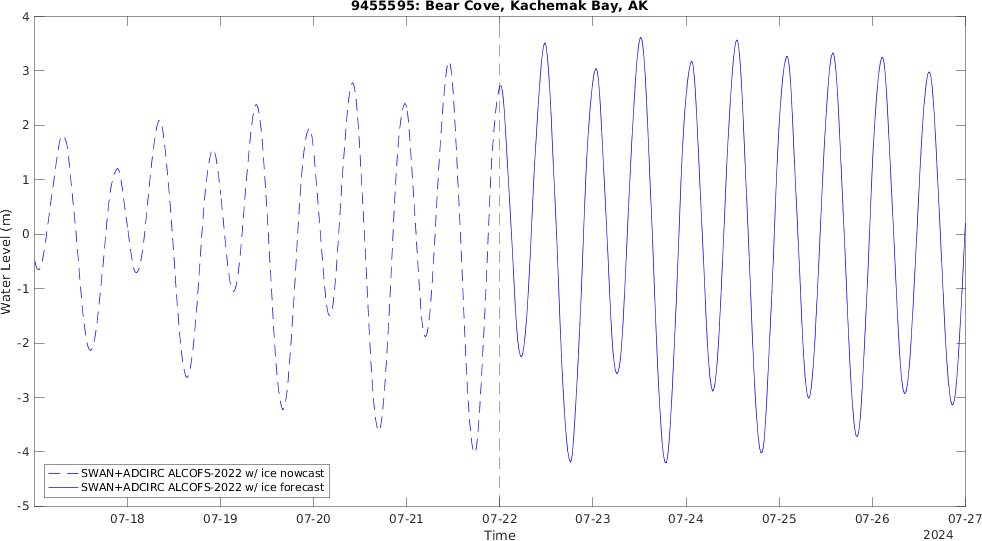 9455595: Bear Cove, Kachemak Bay, AK
4
3
2
1
0
-1
-2
-3
-4
-5
Water Level (m)
SWAN+ADCIRC ALCOFS-2022 w/ ice nowcast
SWAN+ADCIRC ALCOFS-2022 w/ ice forecast
07-18 07-19 07-20 07-21 07-22 07-23 07-24 07-25 07-26 07-27
Time
2024